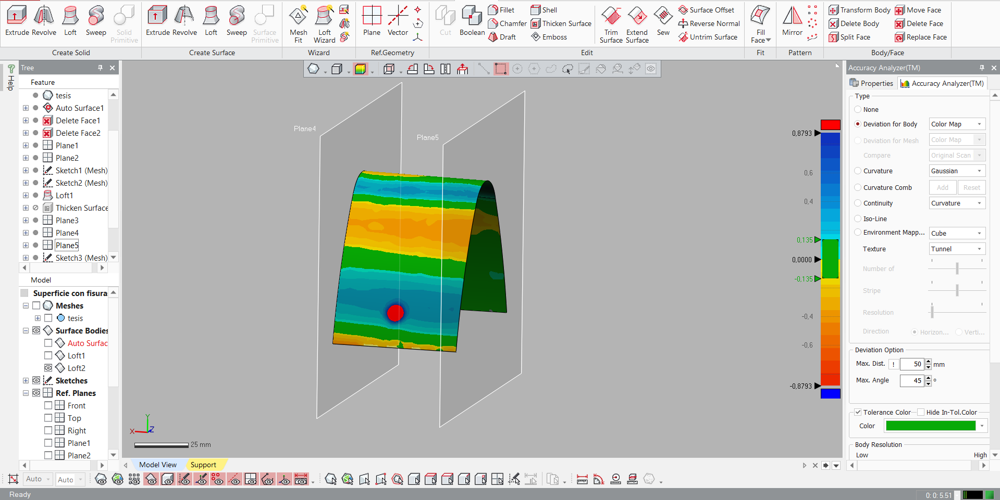 Extrude Revolve Loft Sweep Solid Primitive
Create Solid
Extrude Revolve Loft Sweep Surface Primitive
Create Surface
Mesh Fit Loft Wizard
Wizard
Plane Vector
Ref.Geometry
Cut Boolean
Fillet
Chamfer
Draft
Shell
Thicken Surface
Emboss
Trim Surface Extend Surface Sew
Surface Offset
Reverse Normal
Untrim Surface
Edit
Fill Face
Fit
Mirror
Pattern
Transform Body
Delete Body
Split Face
Move Face
Delete Face
Replace Face
Body/Face
Help
Tree
Feature
tesis
Auto Surface1
Delete Face1
Delete Face2
Plane1
Plane2
Sketch1 (Mesh)
Sketch2 (Mesh)
Loft1
Thicken Surface
Plane3
Plane4
Plane5
Sketch3 (Mesh)
Model
Superficie con fisura
Meshes
tesis
Surface Bodies
Auto Surfac
Loft1
Loft2
Sketches
Ref. Planes
Front
Top
Right
Plane1
Plane2
Plane4
Plane5
X
Y
Z
25 mm
0,8793
0,6
0,4
0,135
0,0000
-0,135
-0,4
-0,6
-0,8793
Accuracy Analyzer(TM)
Properties Accuracy Analyzer(TM)
Type
None
Deviation for Body Color Map
Deviation for Mesh Color Map
Compare Original Scan
Curvature Gaussian
Curvature Comb Add Reset
Continuity Curvature
Iso-Line
Environment Mapp... Cube
Texture Tunnel
Number of
Stripe
Resolution
Direction Horizon... Verti...
Deviation Option
Max. Dist. ! 50 mm
Max. Angle 45 °
Tolerance Color Hide In-Tol.Color
Color
Body Resolution
Low High
Model View Support
Auto Auto
Ready
0: 0: 5.51